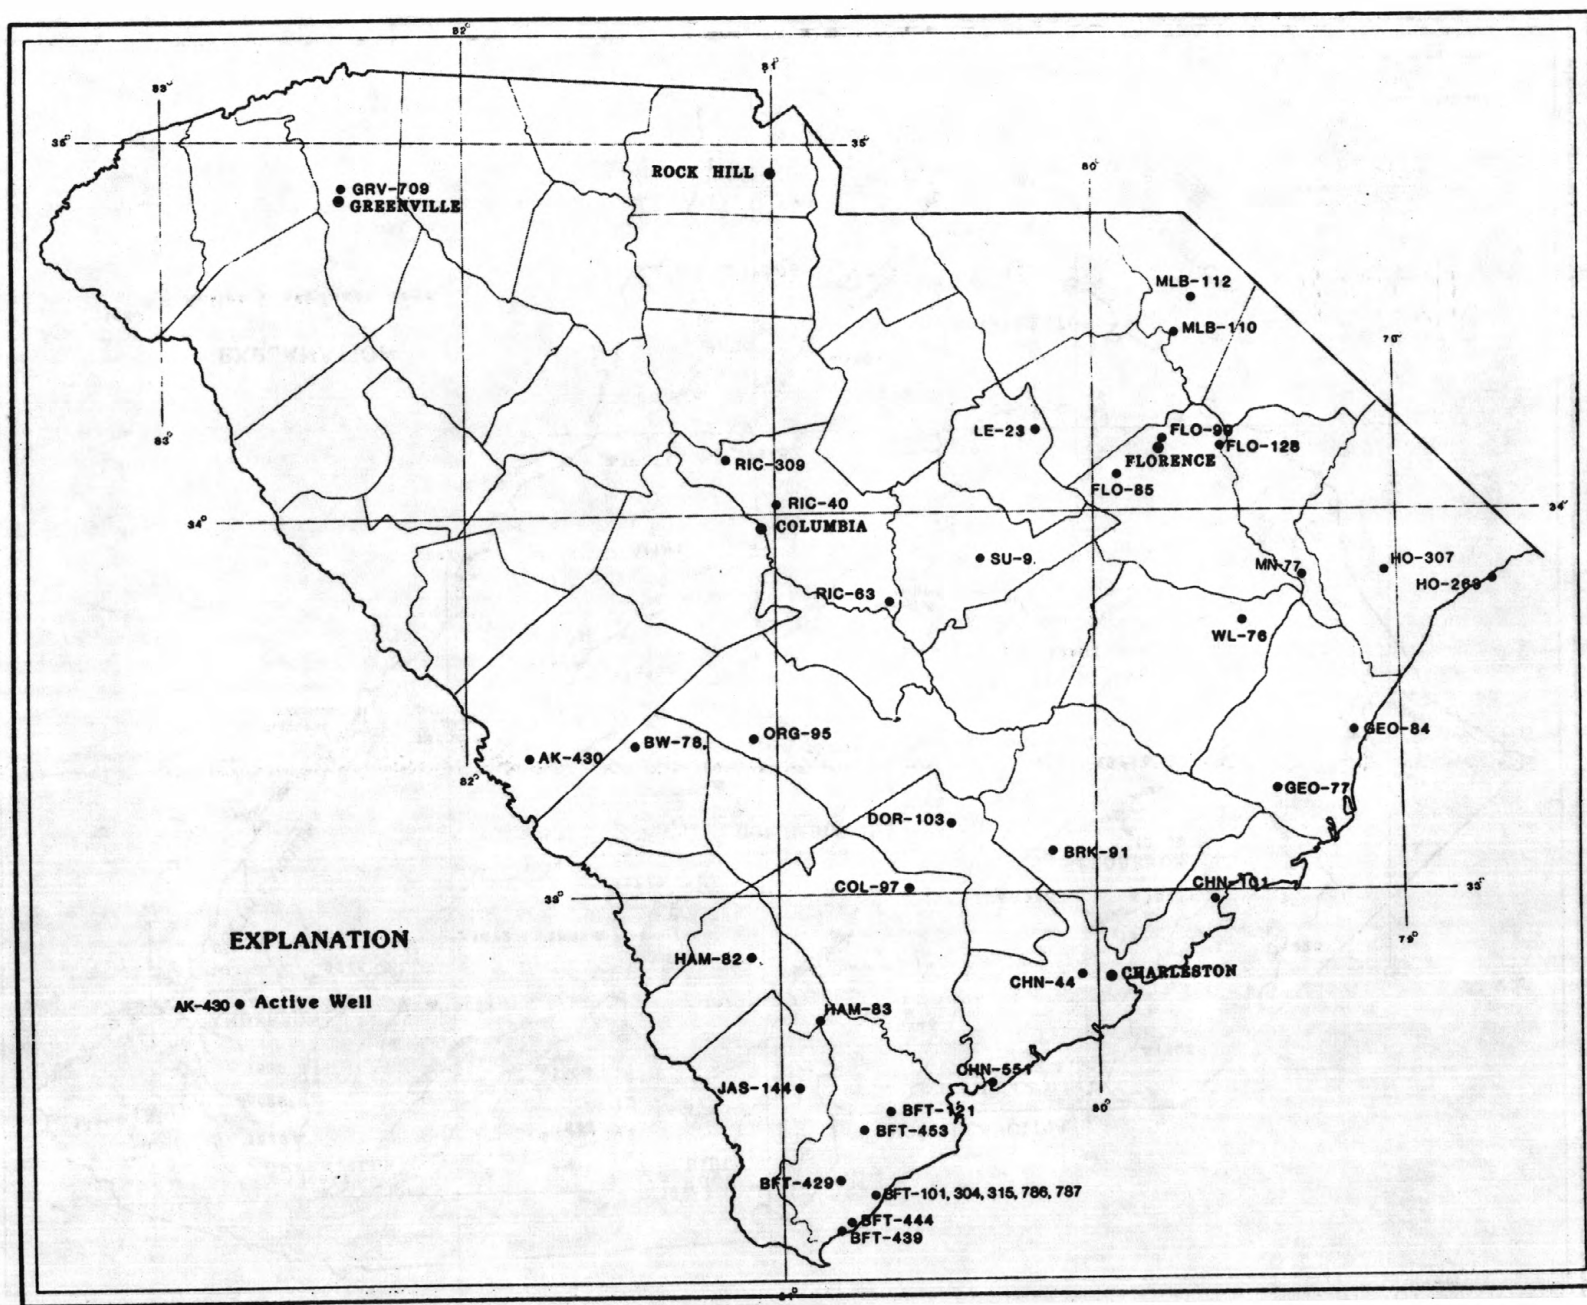 82°
81°
83°
35°
35°
80°
ROCK HILL
GRV-709
GREENVILLE
MLB-112
MLB-110
79°
83°
LE-23
FLO-99
FLO-128
FLORENCE
FLO-85
RIC-309
RIC-40
COLUMBIA
34°
34°
SU-9
MN-77
HO-307
HO-269
RIC-63
WL-76
ORG-95
BW-78
AK-430
82°
GEO-84
GEO-77
DOR-103
BRK-91
COL-97
CHN-101
33°
33°
EXPLANATION
79°
HAM-82
CHN-44
CHARLESTON
AK-430 Active Well
HAM-83
CHN-551
JAS-144
80°
BFT-121
BFT-453
BFT-429
BFT-101, 304, 315, 786, 787
BFT-444
BFT-439
81°